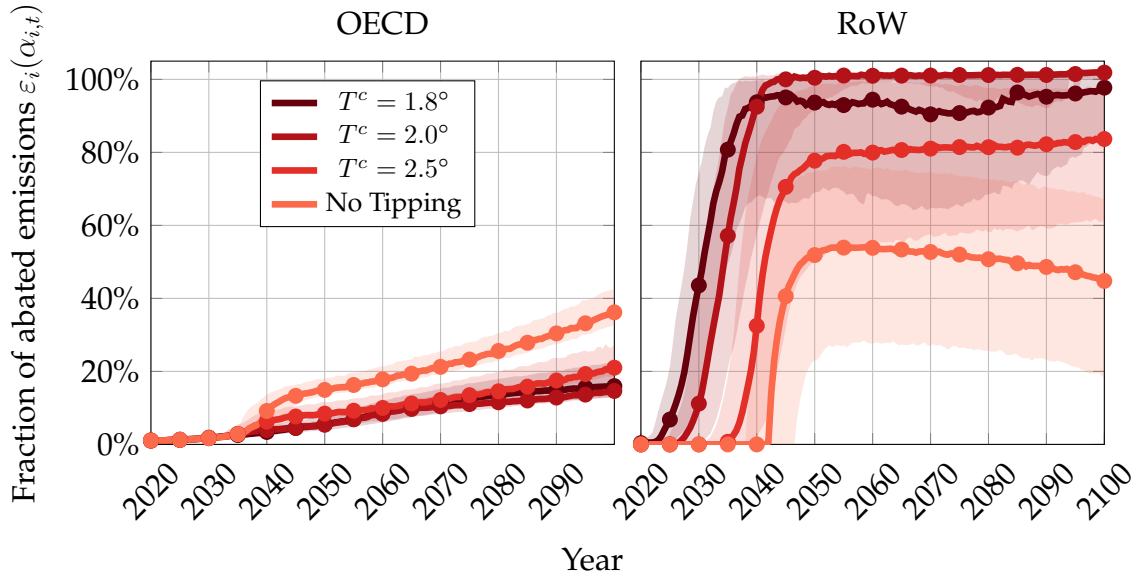 OECD
RoW
Fraction of abated emissions εᵢ(αᵢ,ₜ)
100%
80%
60%
40%
20%
0%
Tᶜ = 1.8°
Tᶜ = 2.0°
Tᶜ = 2.5°
No Tipping
2020
2030
2040
2050
2060
2070
2080
2090
2020
2030
2040
2050
2060
2070
2080
2090
2100
Year